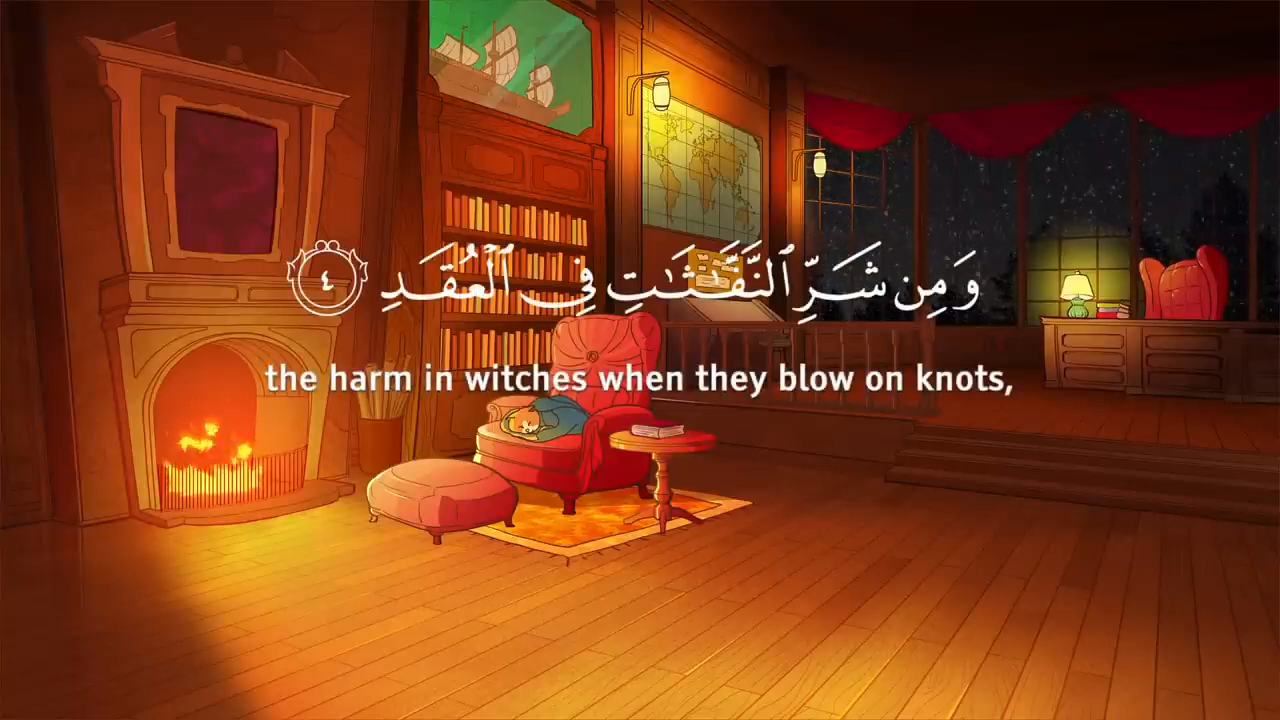 وَمِن شَرِّ ٱلنَّفَّـٰثَـٰتِ فِى ٱلْعُقَدِ ٤
the harm in witches when they blow on knots,